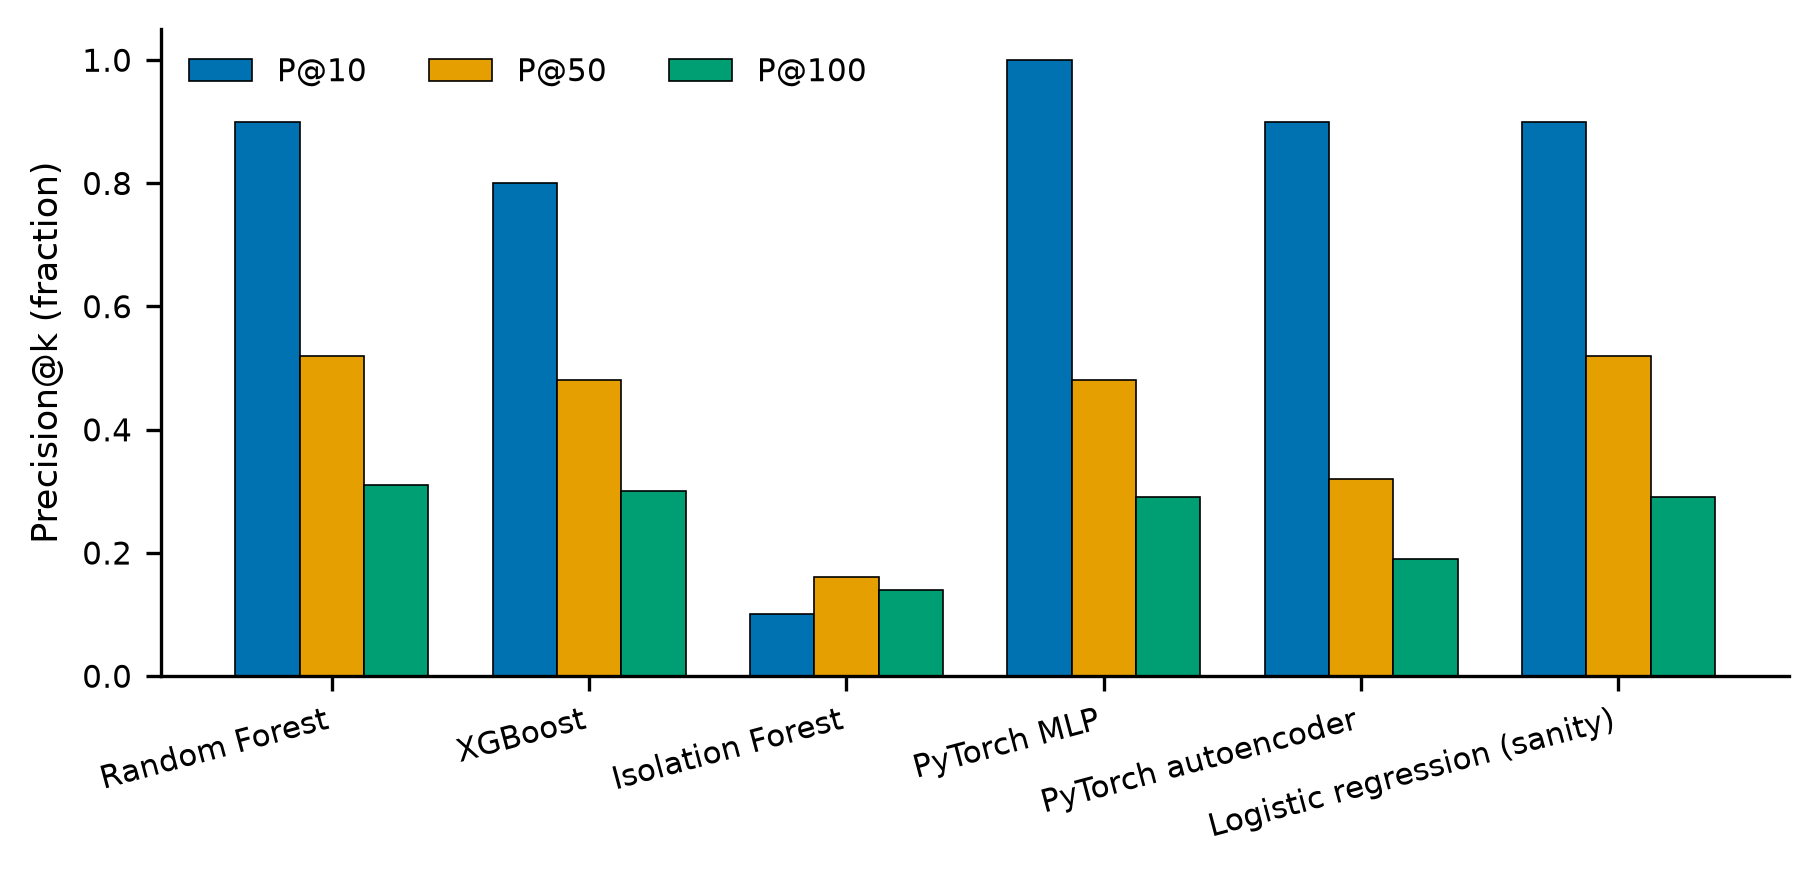 P@10 P@50 P@100
Precision@k (fraction)
1.0
0.8
0.6
0.4
0.2
0.0
Random Forest
XGBoost
Isolation Forest
PyTorch MLP
PyTorch autoencoder
Logistic regression (sanity)